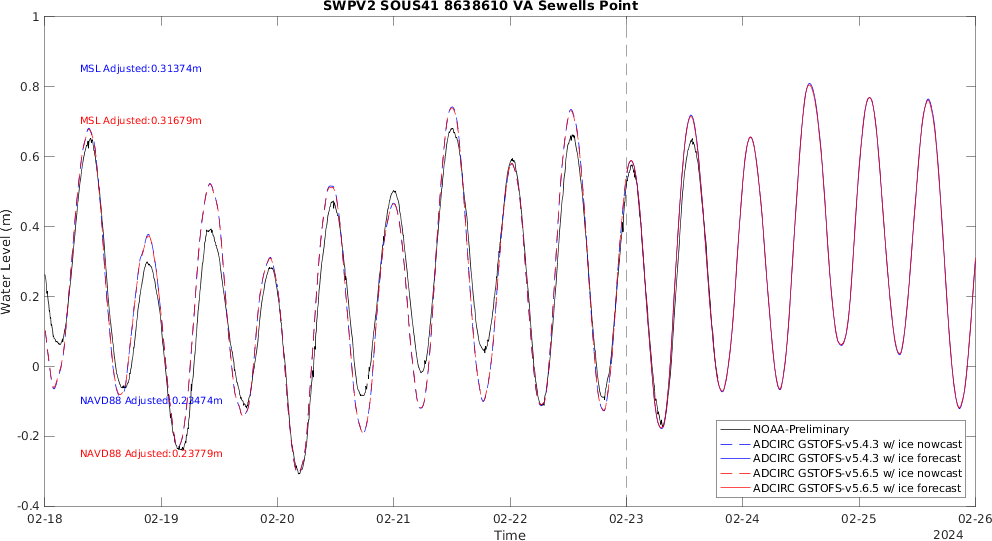 SWPV2 SOUS41 8638610 VA Sewells Point
1
0.8
0.6
0.4
0.2
0
-0.2
-0.4
Water Level (m)
MSL Adjusted:0.31374m
MSL Adjusted:0.31679m
NAVD88 Adjusted:0.23474m
NAVD88 Adjusted:0.23779m
NOAA-Preliminary
ADCIRC GSTOFS-v5.4.3 w/ ice nowcast
ADCIRC GSTOFS-v5.4.3 w/ ice forecast
ADCIRC GSTOFS-v5.6.5 w/ ice nowcast
ADCIRC GSTOFS-v5.6.5 w/ ice forecast
02-18 02-19 02-20 02-21 02-22 02-23 02-24 02-25 02-26
Time
2024